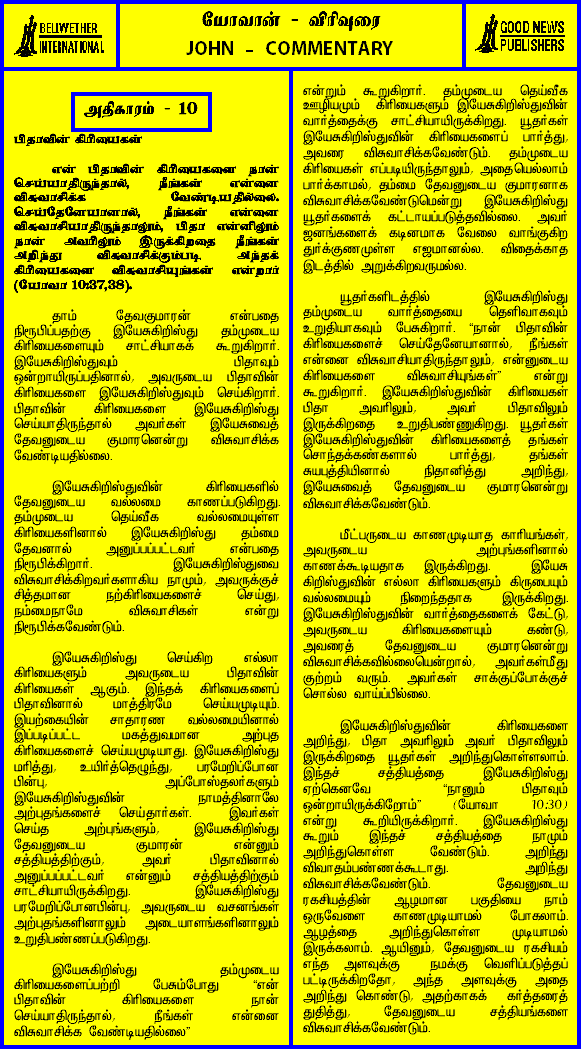 BELWETHER
INTERNATIONAL
யோவான் - விரிவுரை
JOHN - COMMENTARY
GOOD NEWS
PUBLISHERS
அதிகாரம் - 10
பிதாவின் கிரியைகள்
என் பிதாவின் கிரியைகளை நான்
செய்யாதிருந்தால், நீங்கள் என்னை
விசுவாசிக்க வேண்டியதில்லை.
செய்தேனேயானால், நீங்கள் என்னை
விசுவாசியாதிருந்தாலும், பிதா என்னிலும்
நான் அவரிலும் இருக்கிறதை நீங்கள்
அறிந்து விசுவாசிக்கும்படி அந்தக்
கிரியைகளை விசுவாசியுங்கள் என்றார்
(யோவா 10:37,38).
தாம் தேவகுமாரன் என்பதை
நிரூபிப்பதற்கு இயேசுகிறிஸ்து தம்முடைய
கிரியைகளையும் சாட்சியாகக் கூறுகிறார்.
இயேசுகிறிஸ்துவும் பிதாவும்
ஒன்றாயிருப்பதினால், அவருடைய பிதாவின்
கிரியைகளை இயேசுகிறிஸ்துவும் செய்கிறார்.
பிதாவின் கிரியைகளை இயேசுகிறிஸ்து
செய்யாதிருந்தால் அவர்கள் இயேசுவைத்
தேவனுடைய குமாரனென்று விசுவாசிக்க
வேண்டியதில்லை.
இயேசுகிறிஸ்துவின் கிரியைகளில்
தேவனுடைய வல்லமை காணப்படுகிறது.
தம்முடைய தெய்வீக வல்லமையுள்ள
கிரியைகளினால் இயேசுகிறிஸ்து தம்மை
தேவனால் அனுப்பப்பட்டவர் என்பதை
நிரூபிக்கிறார். இயேசுகிறிஸ்துவை
விசுவாசிக்கிறவர்களாகிய நாமும், அவருக்குச்
சித்தமான நற்கிரியைகளைச் செய்து,
நம்மைநாமே விசுவாசிகள் என்று
நிரூபிக்கவேண்டும்.
இயேசுகிறிஸ்து செய்கிற எல்லா
கிரியைகளும் அவருடைய பிதாவின்
கிரியைகள் ஆகும். இந்தக் கிரியைகளைப்
பிதாவினால் மாத்திரமே செய்யமுடியும்.
இயற்கையின் சாதாரண வல்லமையினால்
இப்படிப்பட்ட மகத்துவமான அற்புத
கிரியைகளைச் செய்யமுடியாது. இயேசுகிறிஸ்து
மரித்து, உயிர்த்தெழுந்து, பரமேறிப்போன
பின்பு, அப்போஸ்தலர்களும்
இயேசுகிறிஸ்துவின் நாமத்தினாலே
அற்புதங்களைச் செய்தார்கள். இவர்கள்
செய்த அற்புங்களும், இயேசுகிறிஸ்து
தேவனுடைய குமாரன் என்னும்
சத்தியத்திற்கும், அவர் பிதாவினால்
அனுப்பப்பட்டவர் என்னும் சத்தியத்திற்கும்
சாட்சியாயிருக்கிறது. இயேசுகிறிஸ்து
பரமேறிப்போனபின்பு, அவருடைய வசனங்கள்
அற்புதங்களினாலும் அடையாளங்களினாலும்
உறுதிபண்ணப்படுகிறது.
இயேசுகிறிஸ்து தம்முடைய
கிரியைகளைப்பற்றி பேசும்போது “என்
பிதாவின் கிரியைகளை நான்
செய்யாதிருந்தால், நீங்கள் என்னை
விசுவாசிக்க வேண்டியதில்லை”
என்றும் கூறுகிறார். தம்முடைய தெய்வீக
ஊழியமும் கிரியைகளும் இயேசுகிறிஸ்துவின்
வார்த்தைக்கு சாட்சியாயிருக்கிறது. யூதர்கள்
இயேசுகிறிஸ்துவின் கிரியைகளைப் பார்த்து,
அவரை விசுவாசிக்கவேண்டும். தம்முடைய
கிரியைகள் எப்படியிருந்தாலும், அதையெல்லாம்
பார்க்காமல், தம்மை தேவனுடைய குமாரனாக
விசுவாசிக்கவேண்டுமென்று இயேசுகிறிஸ்து
யூதர்களைக் கட்டாயப்படுத்தவில்லை. அவர்
ஜனங்களைக் கடினமாக வேலை வாங்குகிற
துர்க்குணமுள்ள எஜமானல்ல. விதைக்காத
இடத்தில் அறுக்கிறவருமல்ல.
யூதர்களிடத்தில் இயேசுகிறிஸ்து
தம்முடைய வார்த்தையை தெளிவாகவும்
உறுதியாகவும் பேசுகிறார். “நான் பிதாவின்
கிரியைகளைச் செய்தேனேயானால், நீங்கள்
என்னை விசுவாசியாதிருந்தாலும், என்னுடைய
கிரியைகளை விசுவாசியுங்கள்” என்று
கூறுகிறார். இயேசுகிறிஸ்துவின் கிரியைகள்
பிதா அவரிலும், அவர் பிதாவிலும்
இருக்கிறதை உறுதிபண்ணுகிறது. யூதர்கள்
இயேசுகிறிஸ்துவின் கிரியைகளைத் தங்கள்
சொந்தக்கண்களால் பார்த்து, தங்கள்
சுயபுத்தியினால் நிதானித்து அறிந்து,
இயேசுவைத் தேவனுடைய குமாரனென்று
விசுவாசிக்கவேண்டும்.
மீட்பருடைய காணமுடியாத காரியங்கள்,
அவருடைய அற்புங்களினால்
காணக்கூடியதாக இருக்கிறது. இயேசு
கிறிஸ்துவின் எல்லா கிரியைகளும் கிருபையும்
வல்லமையும் நிறைந்ததாக இருக்கிறது.
இயேசுகிறிஸ்துவின் வார்த்தைகளைக் கேட்டு,
அவருடைய கிரியைகளையும் கண்டு,
அவரைத் தேவனுடைய குமாரனென்று
விசுவாசிக்கவில்லையென்றால், அவர்கள்மீது
குற்றம் வரும். அவர்கள் சாக்குப்போக்குச்
சொல்ல வாய்ப்பில்லை.
இயேசுகிறிஸ்துவின் கிரியைகளை
அறிந்து, பிதா அவரிலும் அவர் பிதாவிலும்
இருக்கிறதை யூதர்கள் அறிந்துகொள்ளலாம்.
இந்தச் சத்தியத்தை இயேசுகிறிஸ்து
ஏற்கெனவே “நானும் பிதாவும்
ஒன்றாயிருக்கிறோம்” (யோவா 10:30)
என்று கூறியிருக்கிறார். இயேசுகிறிஸ்து
கூறும் இந்தச் சத்தியத்தை நாமும்
அறிந்துகொள்ள வேண்டும். அறிந்து
விவாதம்பண்ணக்கூடாது. அறிந்து
விசுவாசிக்கவேண்டும். தேவனுடைய
ரகசியத்தின் ஆழமான பகுதியை நாம்
ஒருவேளை காணமுடியாமல் போகலாம்.
ஆழத்தை அறிந்துகொள்ள முடியாமல்
இருக்கலாம். ஆயினும், தேவனுடைய ரகசியம்
எந்த அளவுக்கு நமக்கு வெளிப்படுத்தப்
பட்டிருக்கிறதோ, அந்த அளவுக்கு அதை
அறிந்து கொண்டு, அதற்காகக் கர்த்தரைத்
துதித்து, தேவனுடைய சத்தியங்களை
விசுவாசிக்கவேண்டும்.